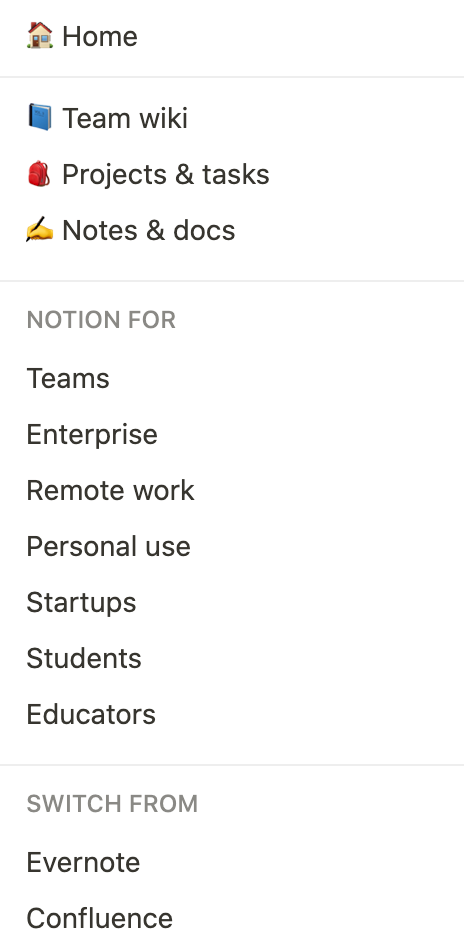 🏠 Home
📘 Team wiki
🎒 Projects & tasks
✍️ Notes & docs
NOTION FOR
Teams
Enterprise
Remote work
Personal use
Startups
Students
Educators
SWITCH FROM
Evernote
Confluence